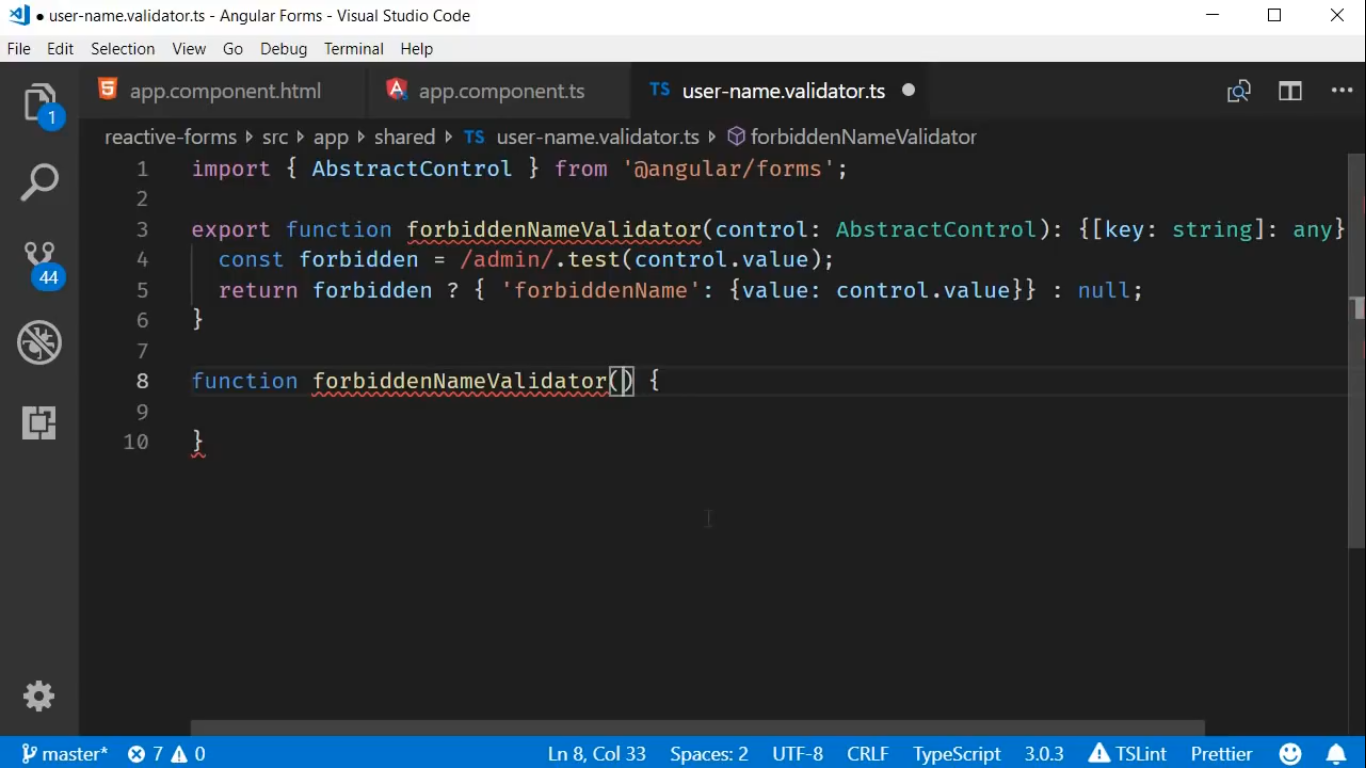 user-name.validator.ts - Angular Forms - Visual Studio Code
File Edit Selection View Go Debug Terminal Help
app.component.html app.component.ts TS user-name.validator.ts
reactive-forms src app shared TS user-name.validator.ts forbiddenNameValidator
1 import { AbstractControl } from '@angular/forms';
2
3 export function forbiddenNameValidator(control: AbstractControl): {[key: string]: any}
4 const forbidden = /admin/.test(control.value);
5 return forbidden ? { 'forbiddenName': {value: control.value}} : null;
6 }
7
8 function forbiddenNameValidator() {
9
10 }
1
44
master* 7 0 Ln 8, Col 33 Spaces: 2 UTF-8 CRLF TypeScript 3.0.3 TSLint Prettier